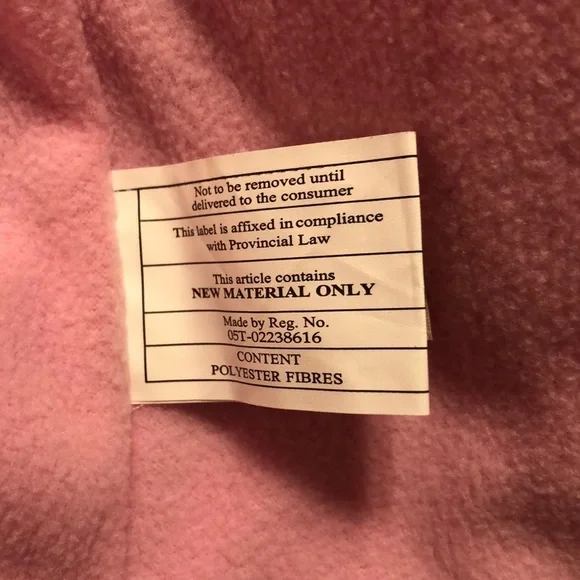 Not to be removed until
delivered to the consumer
This label is affixed in compliance
with Provincial Law
This article contains
NEW MATERIAL ONLY
Made by Reg. No.
05T-02238616
CONTENT
POLYESTER FIBRES